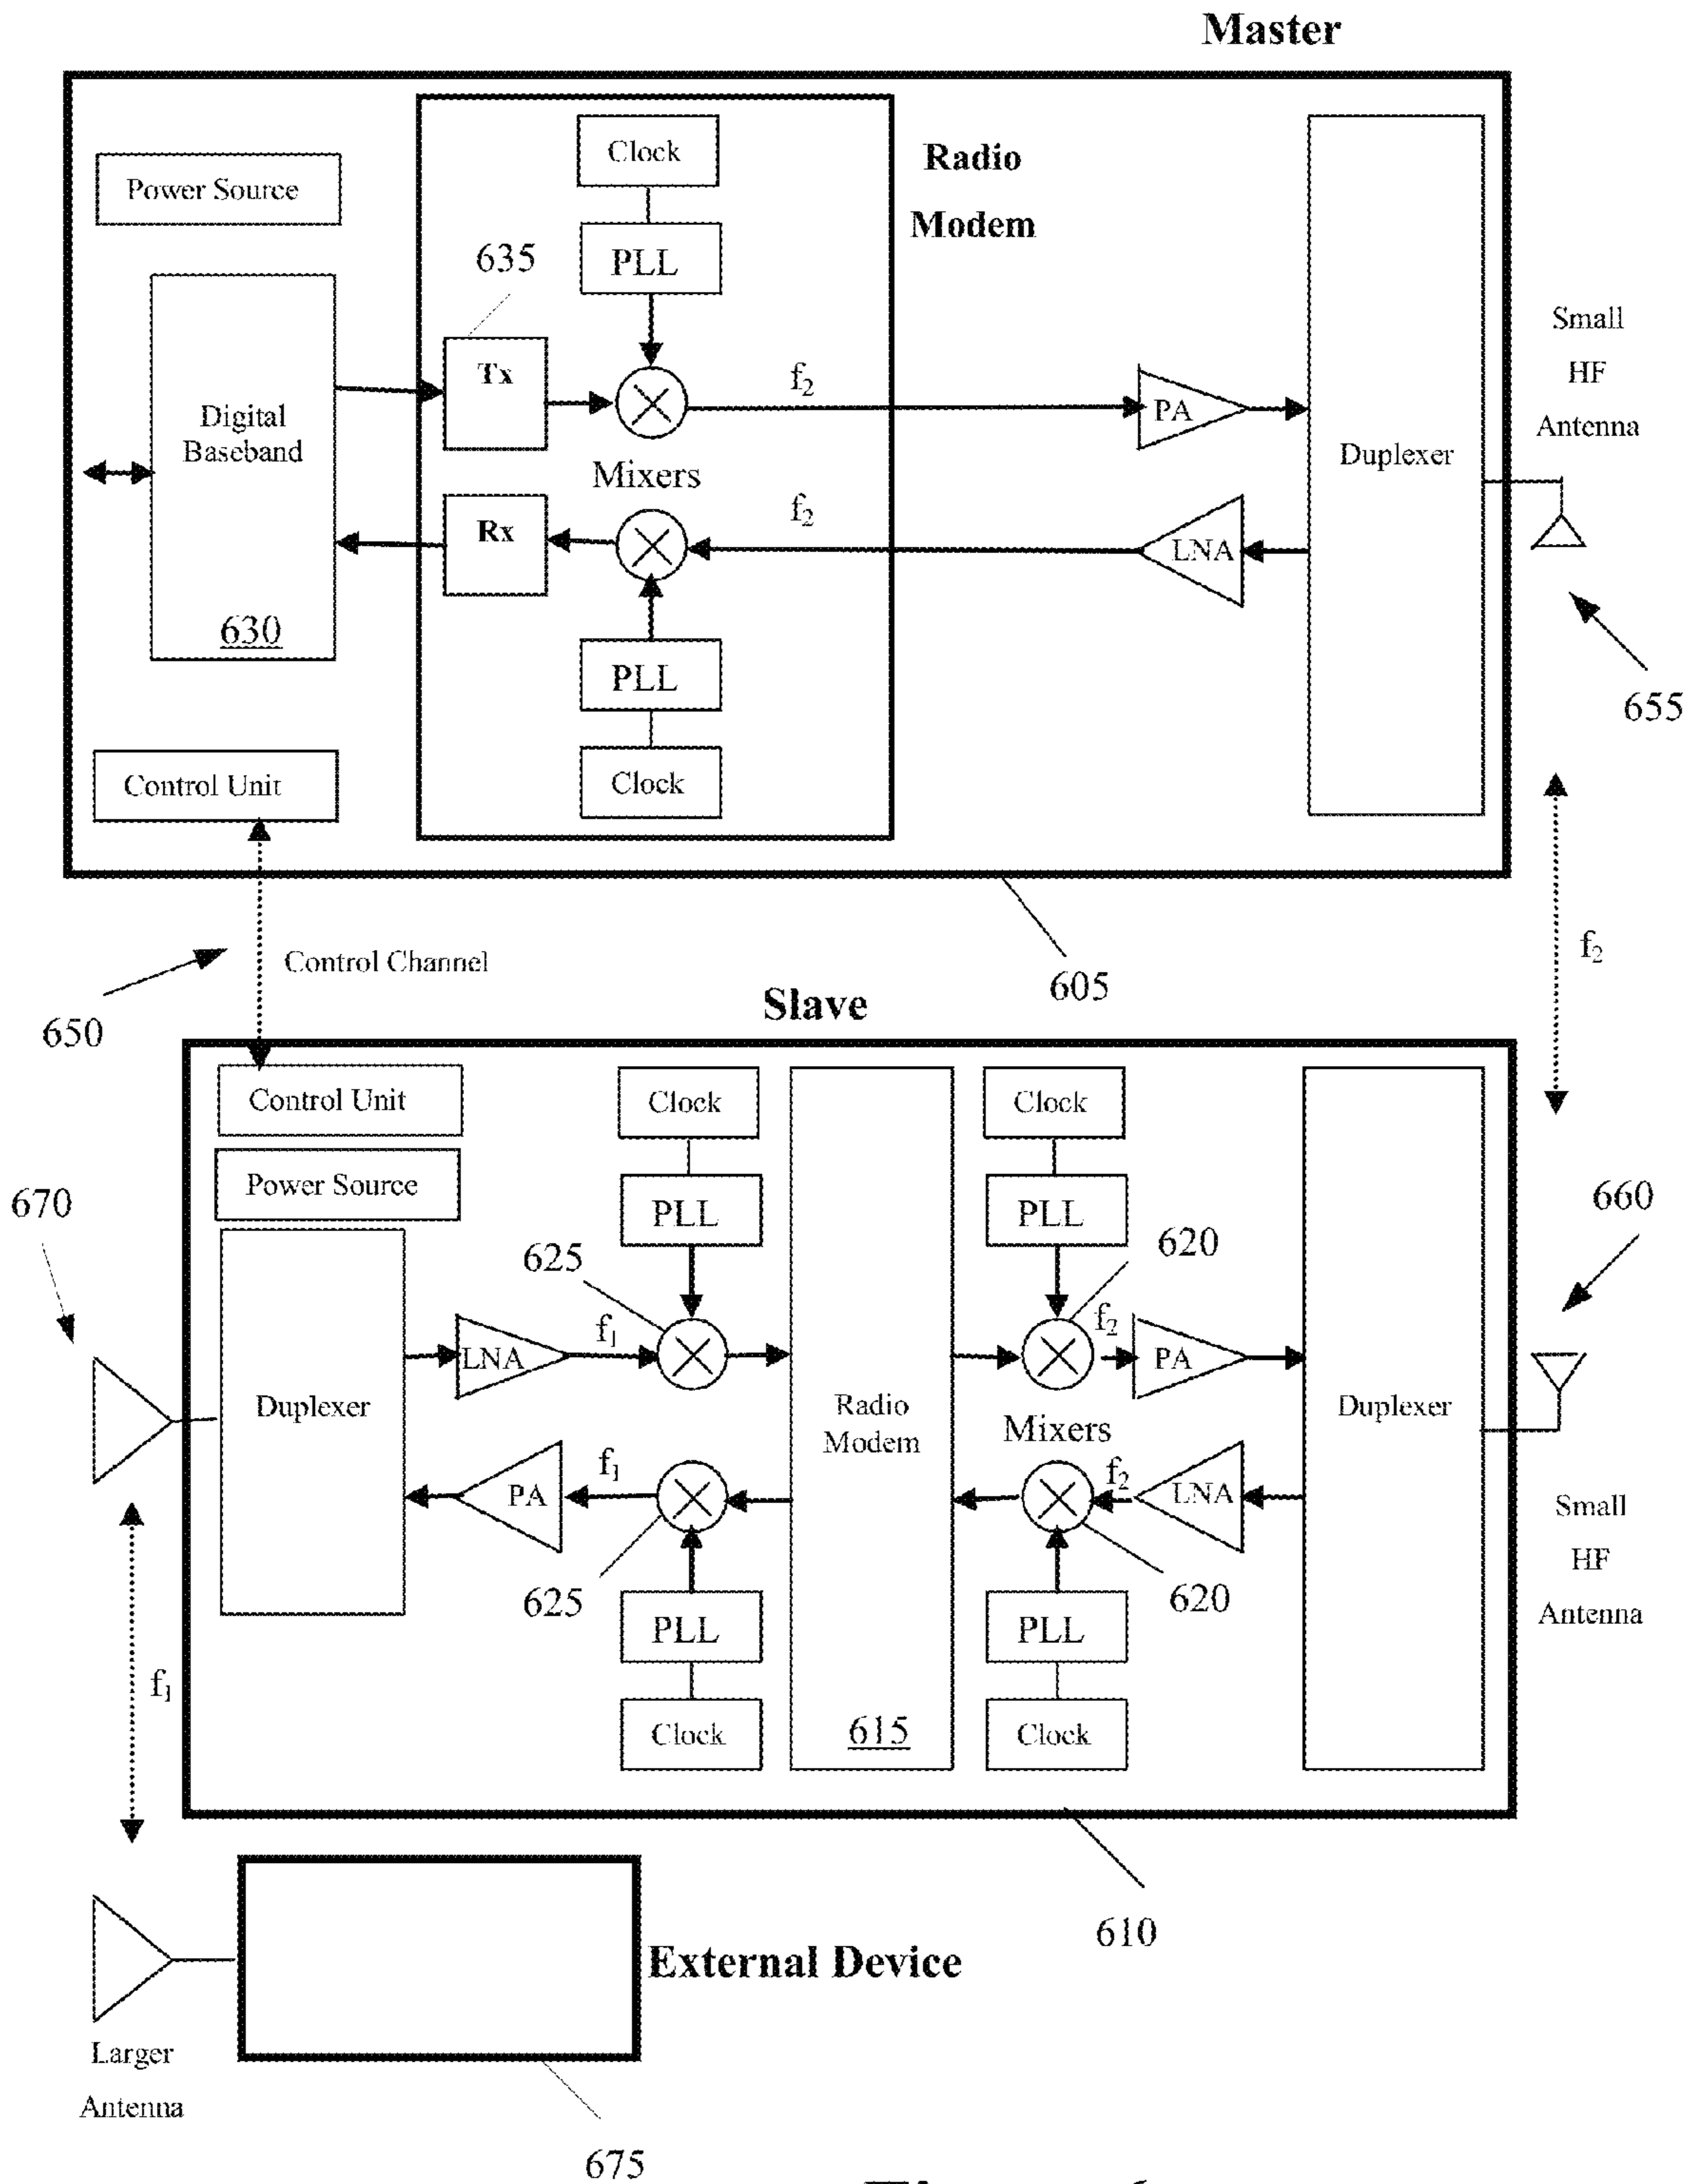 Master
Clock
Radio
Modem
Power Source
PLL
635
Small
HF
Antenna
Tx
f₂
PA
Digital
Baseband
Mixers
Duplexer
Rx
f₂
LNA
630
PLL
655
Control Unit
Clock
Control Channel
f₂
605
650
Slave
Control Unit
Clock
Clock
Power Source
PLL
PLL
670
660
625
620
LNA
f₁
f₂
PA
Duplexer
Radio
Modem
Mixers
Duplexer
PA
f₁
f₂
LNA
Small
HF
Antenna
625
620
PLL
PLL
f₁
Clock
615
Clock
610
External Device
Larger
Antenna
675